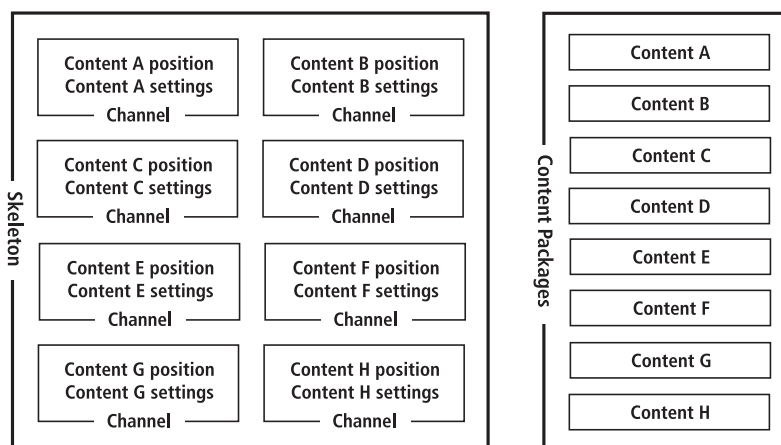 Skeleton
Content A position
Content A settings
Channel
Content B position
Content B settings
Channel
Content C position
Content C settings
Channel
Content D position
Content D settings
Channel
Content E position
Content E settings
Channel
Content F position
Content F settings
Channel
Content G position
Content G settings
Channel
Content H position
Content H settings
Channel
Content Packages
Content A
Content B
Content C
Content D
Content E
Content F
Content G
Content H